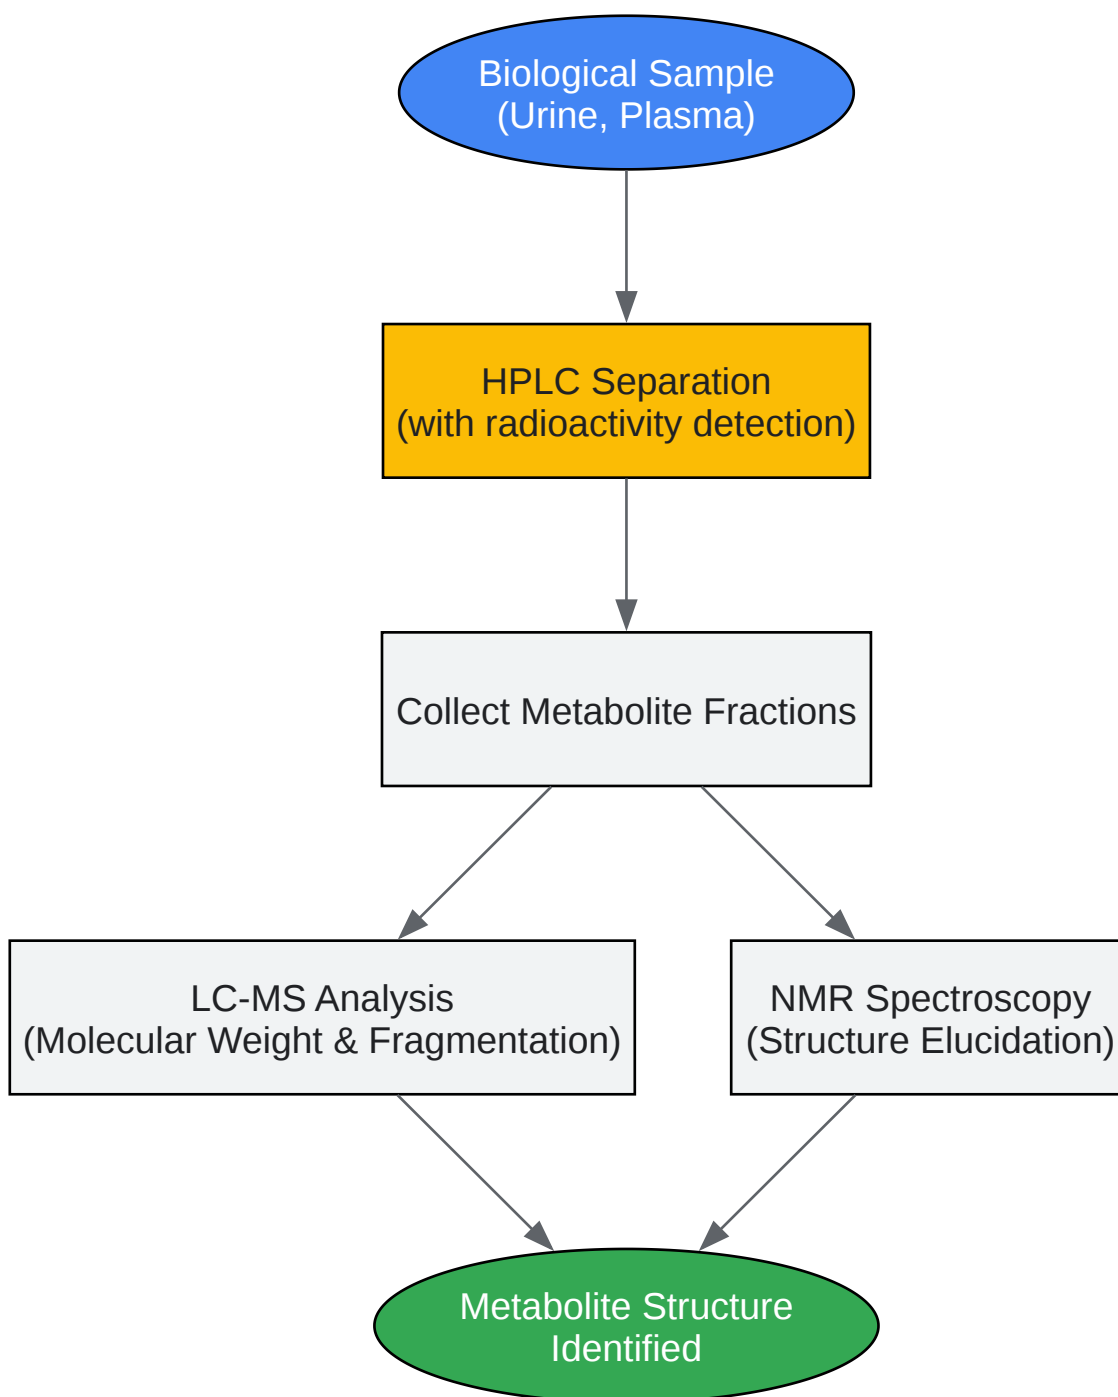 Biological Sample
(Urine, Plasma)
HPLC Separation
(with radioactivity detection)
Collect Metabolite Fractions
LC-MS Analysis
(Molecular Weight & Fragmentation)
NMR Spectroscopy
(Structure Elucidation)
Metabolite Structure
Identified